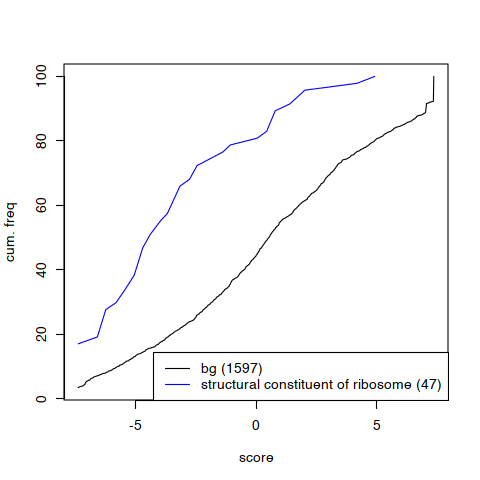 100
80
60
40
20
0
cum. freq
bg (1597)
structural constituent of ribosome (47)
-5
0
5
score